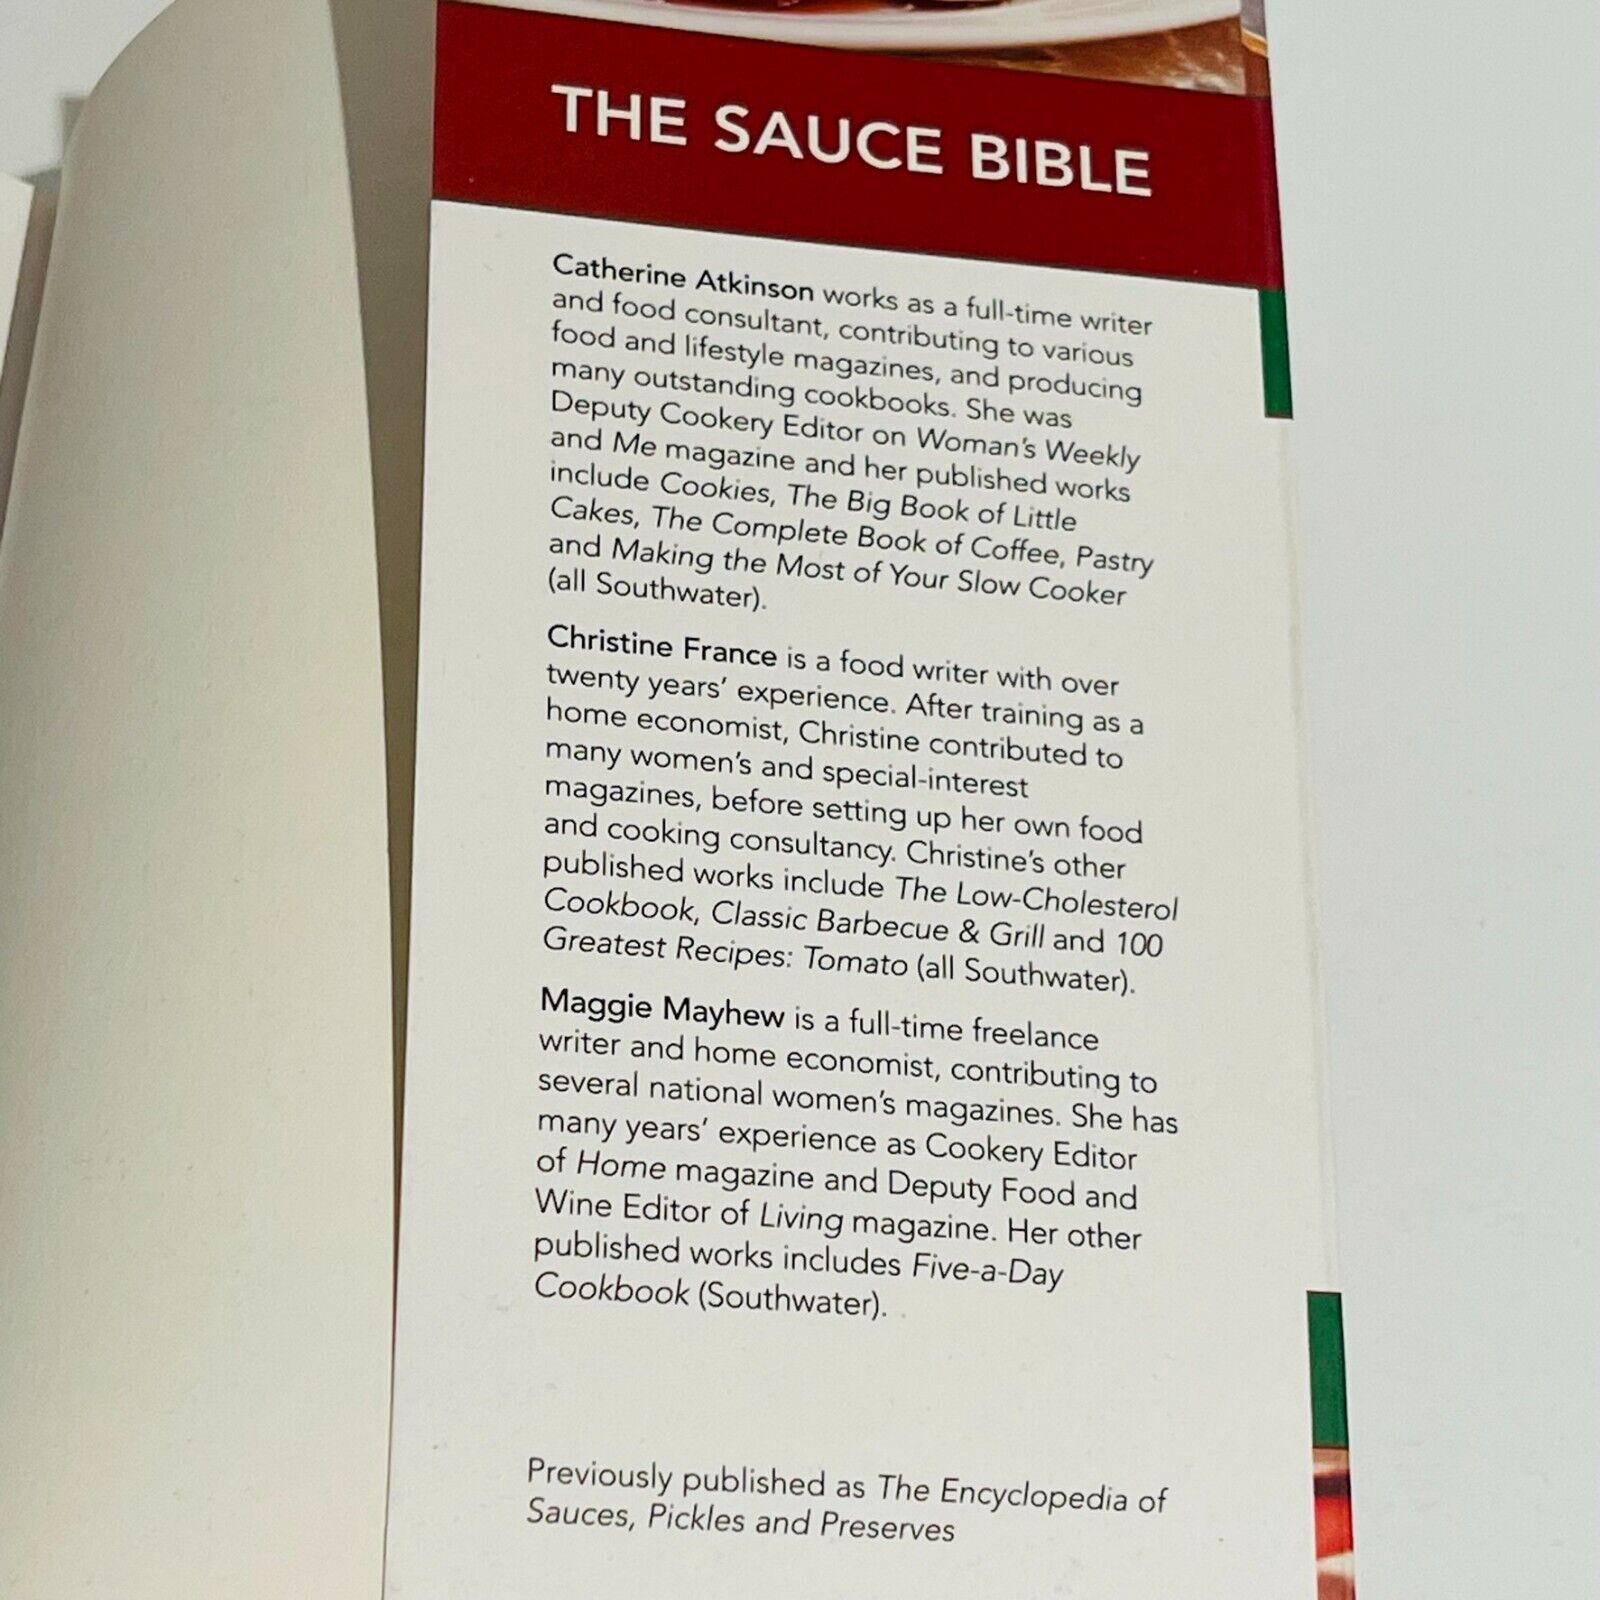 THE SAUCE BIBLE
Catherine Atkinson works as a full-time writer
and food consultant, contributing to various
food and lifestyle magazines, and producing
many outstanding cookbooks. She was
Deputy Cookery Editor on Woman's Weekly
and Me magazine and her published works
include Cookies, The Big Book of Little
Cakes, The Complete Book of Coffee, Pastry
and Making the Most of Your Slow Cooker
(all Southwater).
Christine France is a food writer with over
twenty years' experience. After training as a
home economist, Christine contributed to
many women's and special-interest
magazines, before setting up her own food
and cooking consultancy. Christine's other
published works include The Low-Cholesterol
Cookbook, Classic Barbecue & Grill and 100
Greatest Recipes: Tomato (all Southwater).
Maggie Mayhew is a full-time freelance
writer and home economist, contributing to
several national women's magazines. She has
many years' experience as Cookery Editor
of Home magazine and Deputy Food and
Wine Editor of Living magazine. Her other
published works includes Five-a-Day
Cookbook (Southwater).
Previously published as The Encyclopedia of
Sauces, Pickles and Preserves